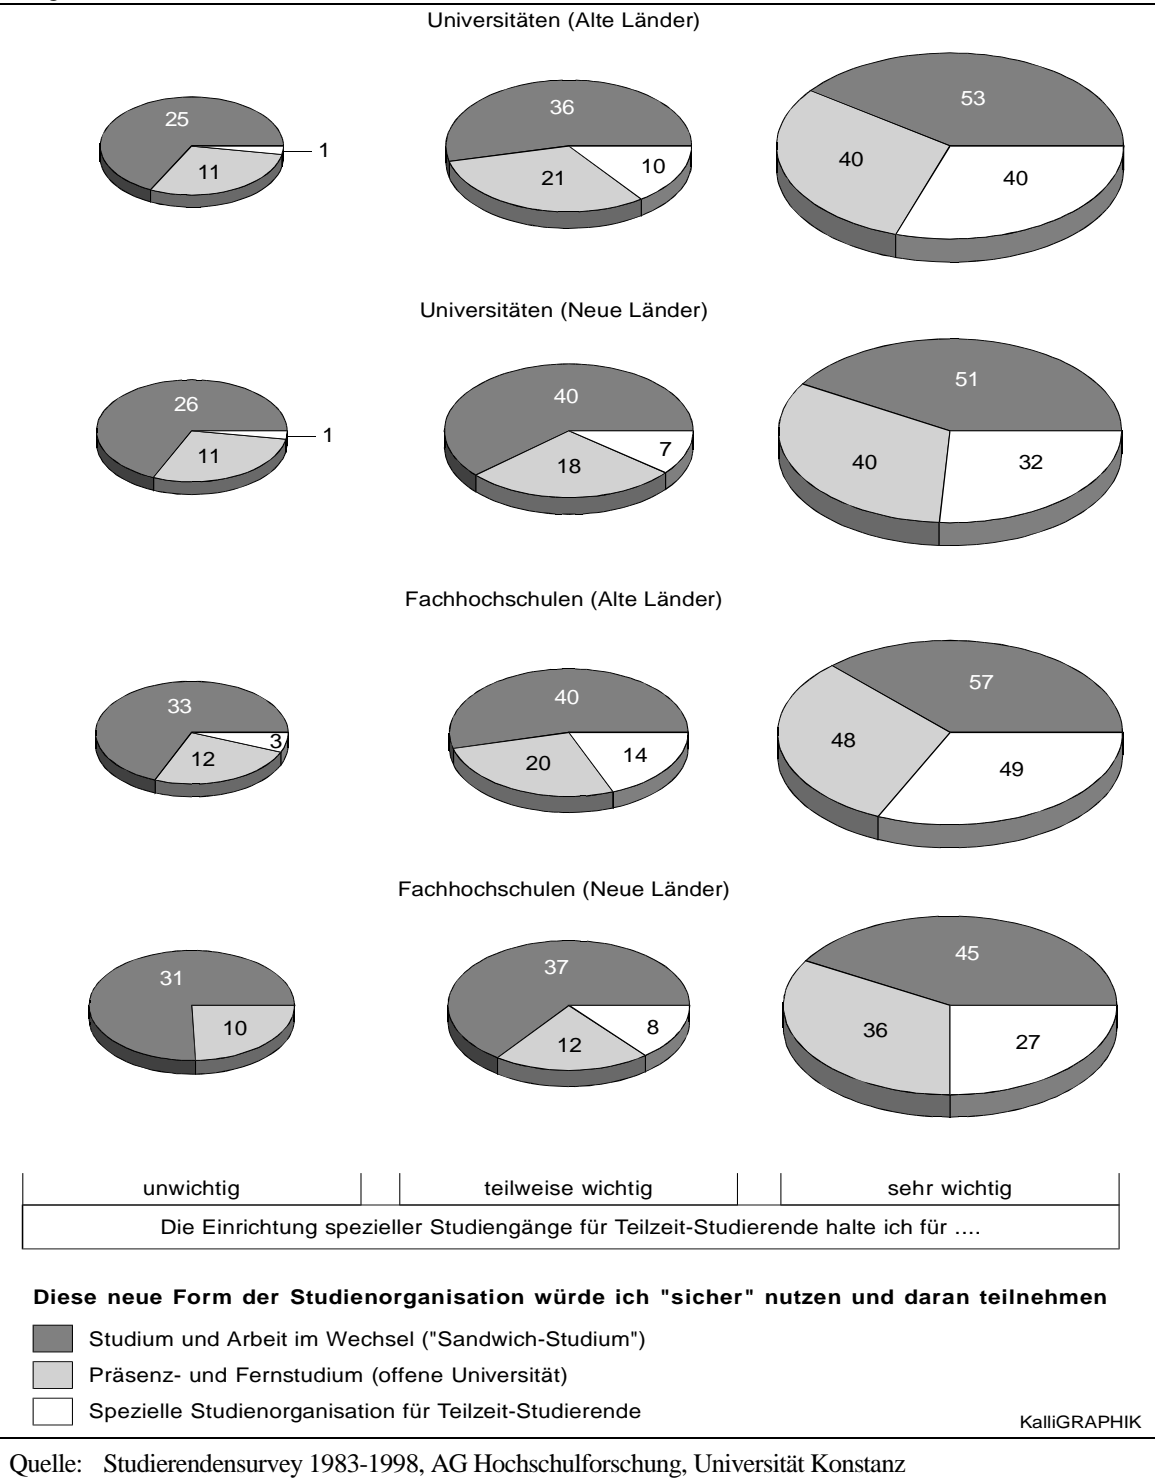 Universitäten (Alte Länder)
25
11
1
36
21
10
53
40
40
Universitäten (Neue Länder)
26
11
1
40
18
7
51
40
32
Fachhochschulen (Alte Länder)
33
12
3
40
20
14
57
48
49
Fachhochschulen (Neue Länder)
31
10
37
12
8
45
36
27
unwichtig teilweise wichtig sehr wichtig
Die Einrichtung spezieller Studiengänge für Teilzeit-Studierende halte ich für ....
Diese neue Form der Studienorganisation würde ich "sicher" nutzen und daran teilnehmen
Studium und Arbeit im Wechsel ("Sandwich-Studium")
Präsenz- und Fernstudium (offene Universität)
Spezielle Studienorganisation für Teilzeit-Studierende
KalliGRAPHIK
Quelle: Studierendensurvey 1983-1998, AG Hochschulforschung, Universität Konstanz